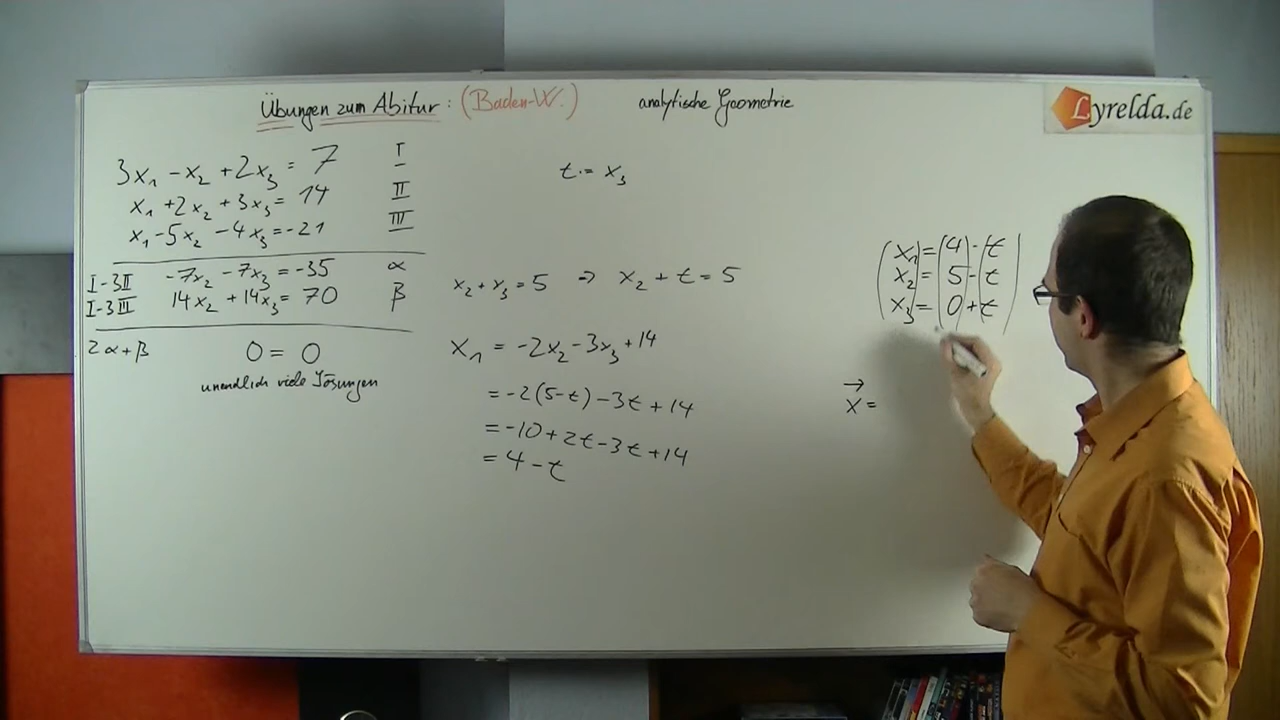 Übungen zum Abitur: (Baden-W.) analytische Geometrie
Lyrelda.de
3x₁ - x₂ + 2x₃ = 7 I
x₁ + 2x₂ + 3x₃ = 14 II
x₁ - 5x₂ - 4x₃ = -21 III
I-3II -7x₂ - 7x₃ = -35 α
I-3III 14x₂ + 14x₃ = 70 β
2α+β 0 = 0
unendlich viele Lösungen
t := x₃
x₂ + x₃ = 5 ⇒ x₂ + t = 5
x₁ = -2x₂ - 3x₃ + 14
= -2(5-t) - 3t + 14
= -10 + 2t - 3t + 14
= 4 - t
x₁ = 4 - t
x₂ = 5 - t
x₃ = 0 + t
x⃗ =